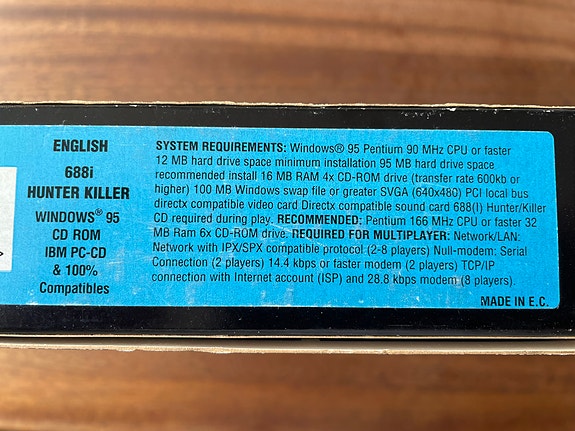 ENGLISH
688i
HUNTER KILLER
WINDOWS® 95
CD ROM
IBM PC-CD
& 100%
Compatibles
SYSTEM REQUIREMENTS: Windows® 95 Pentium 90 MHz CPU or faster
12 MB hard drive space minimum installation 95 MB hard drive space
recommended install 16 MB RAM 4x CD-ROM drive (transfer rate 600kb or
higher) 100 MB Windows swap file or greater SVGA (640x480) PCI local bus
directx compatible video card Directx compatible sound card 688(I) Hunter/Killer
CD required during play. RECOMMENDED: Pentium 166 MHz CPU or faster 32
MB Ram 6x CD-ROM drive. REQUIRED FOR MULTIPLAYER: Network/LAN:
Network with IPX/SPX compatible protocol (2-8 players) Null-modem: Serial
Connection (2 players) 14.4 kbps or faster modem (2 players) TCP/IP
connection with Internet account (ISP) and 28.8 kbps modem (8 players).
MADE IN E.C.